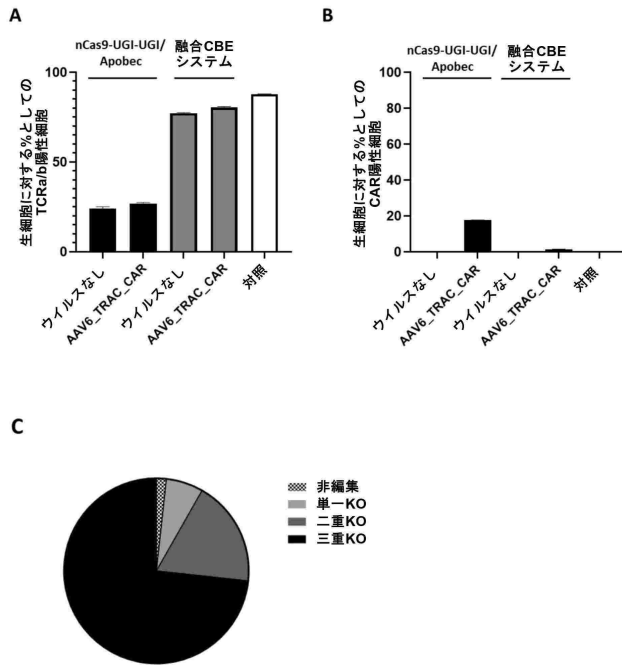 A
nCas9-UGI-UGI/
Apobec
融合CBE
システム
生細胞に対する%としての
TCRa/b陽性細胞
100
50
0
ウイルスなし
AAV6_TRAC_CAR
ウイルスなし
AAV6_TRAC_CAR
対照
B
nCas9-UGI-UGI/
Apobec
融合CBE
システム
生細胞に対する%としての
CAR陽性細胞
100
80
60
40
20
0
ウイルスなし
AAV6_TRAC_CAR
ウイルスなし
AAV6_TRAC_CAR
対照
C
非編集
単一KO
二重KO
三重KO